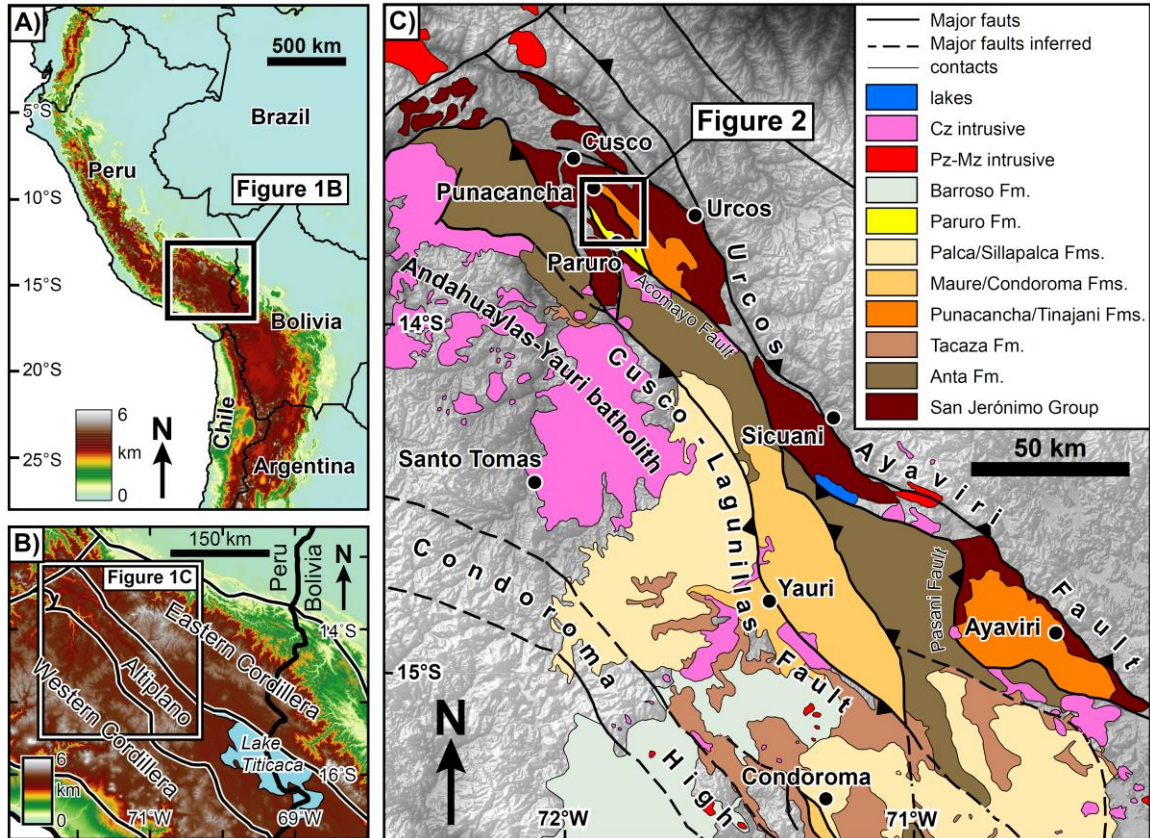 A)
500 km
5°S
Brazil
Peru
10°S
Figure 1B
15°S
Bolivia
20°S
6
km
0
N
Chile
25°S
Argentina
B)
150 km
Peru
Bolivia
N
Figure 1C
14°S
Eastern Cordillera
Altiplano
Western Cordillera
Lake
Titicaca
16°S
6
km
0
71°W
69°W
C)
Figure 2
Cusco
Punacancha
Urcos
Paruro
Acomayo Fault
14°S
Andahuaylas-Yauri batholith
Urcos Ayaviri Fault
Cusco - Lagunillas Fault
Sicuani
50 km
Santo Tomas
Condoroma High
Yauri
Pasani Fault
Ayaviri
15°S
N
Condoroma
72°W
71°W
Major fauts
Major faults inferred
contacts
lakes
Cz intrusive
Pz-Mz intrusive
Barroso Fm.
Paruro Fm.
Palca/Sillapalca Fms.
Maure/Condoroma Fms.
Punacancha/Tinajani Fms.
Tacaza Fm.
Anta Fm.
San Jerónimo Group